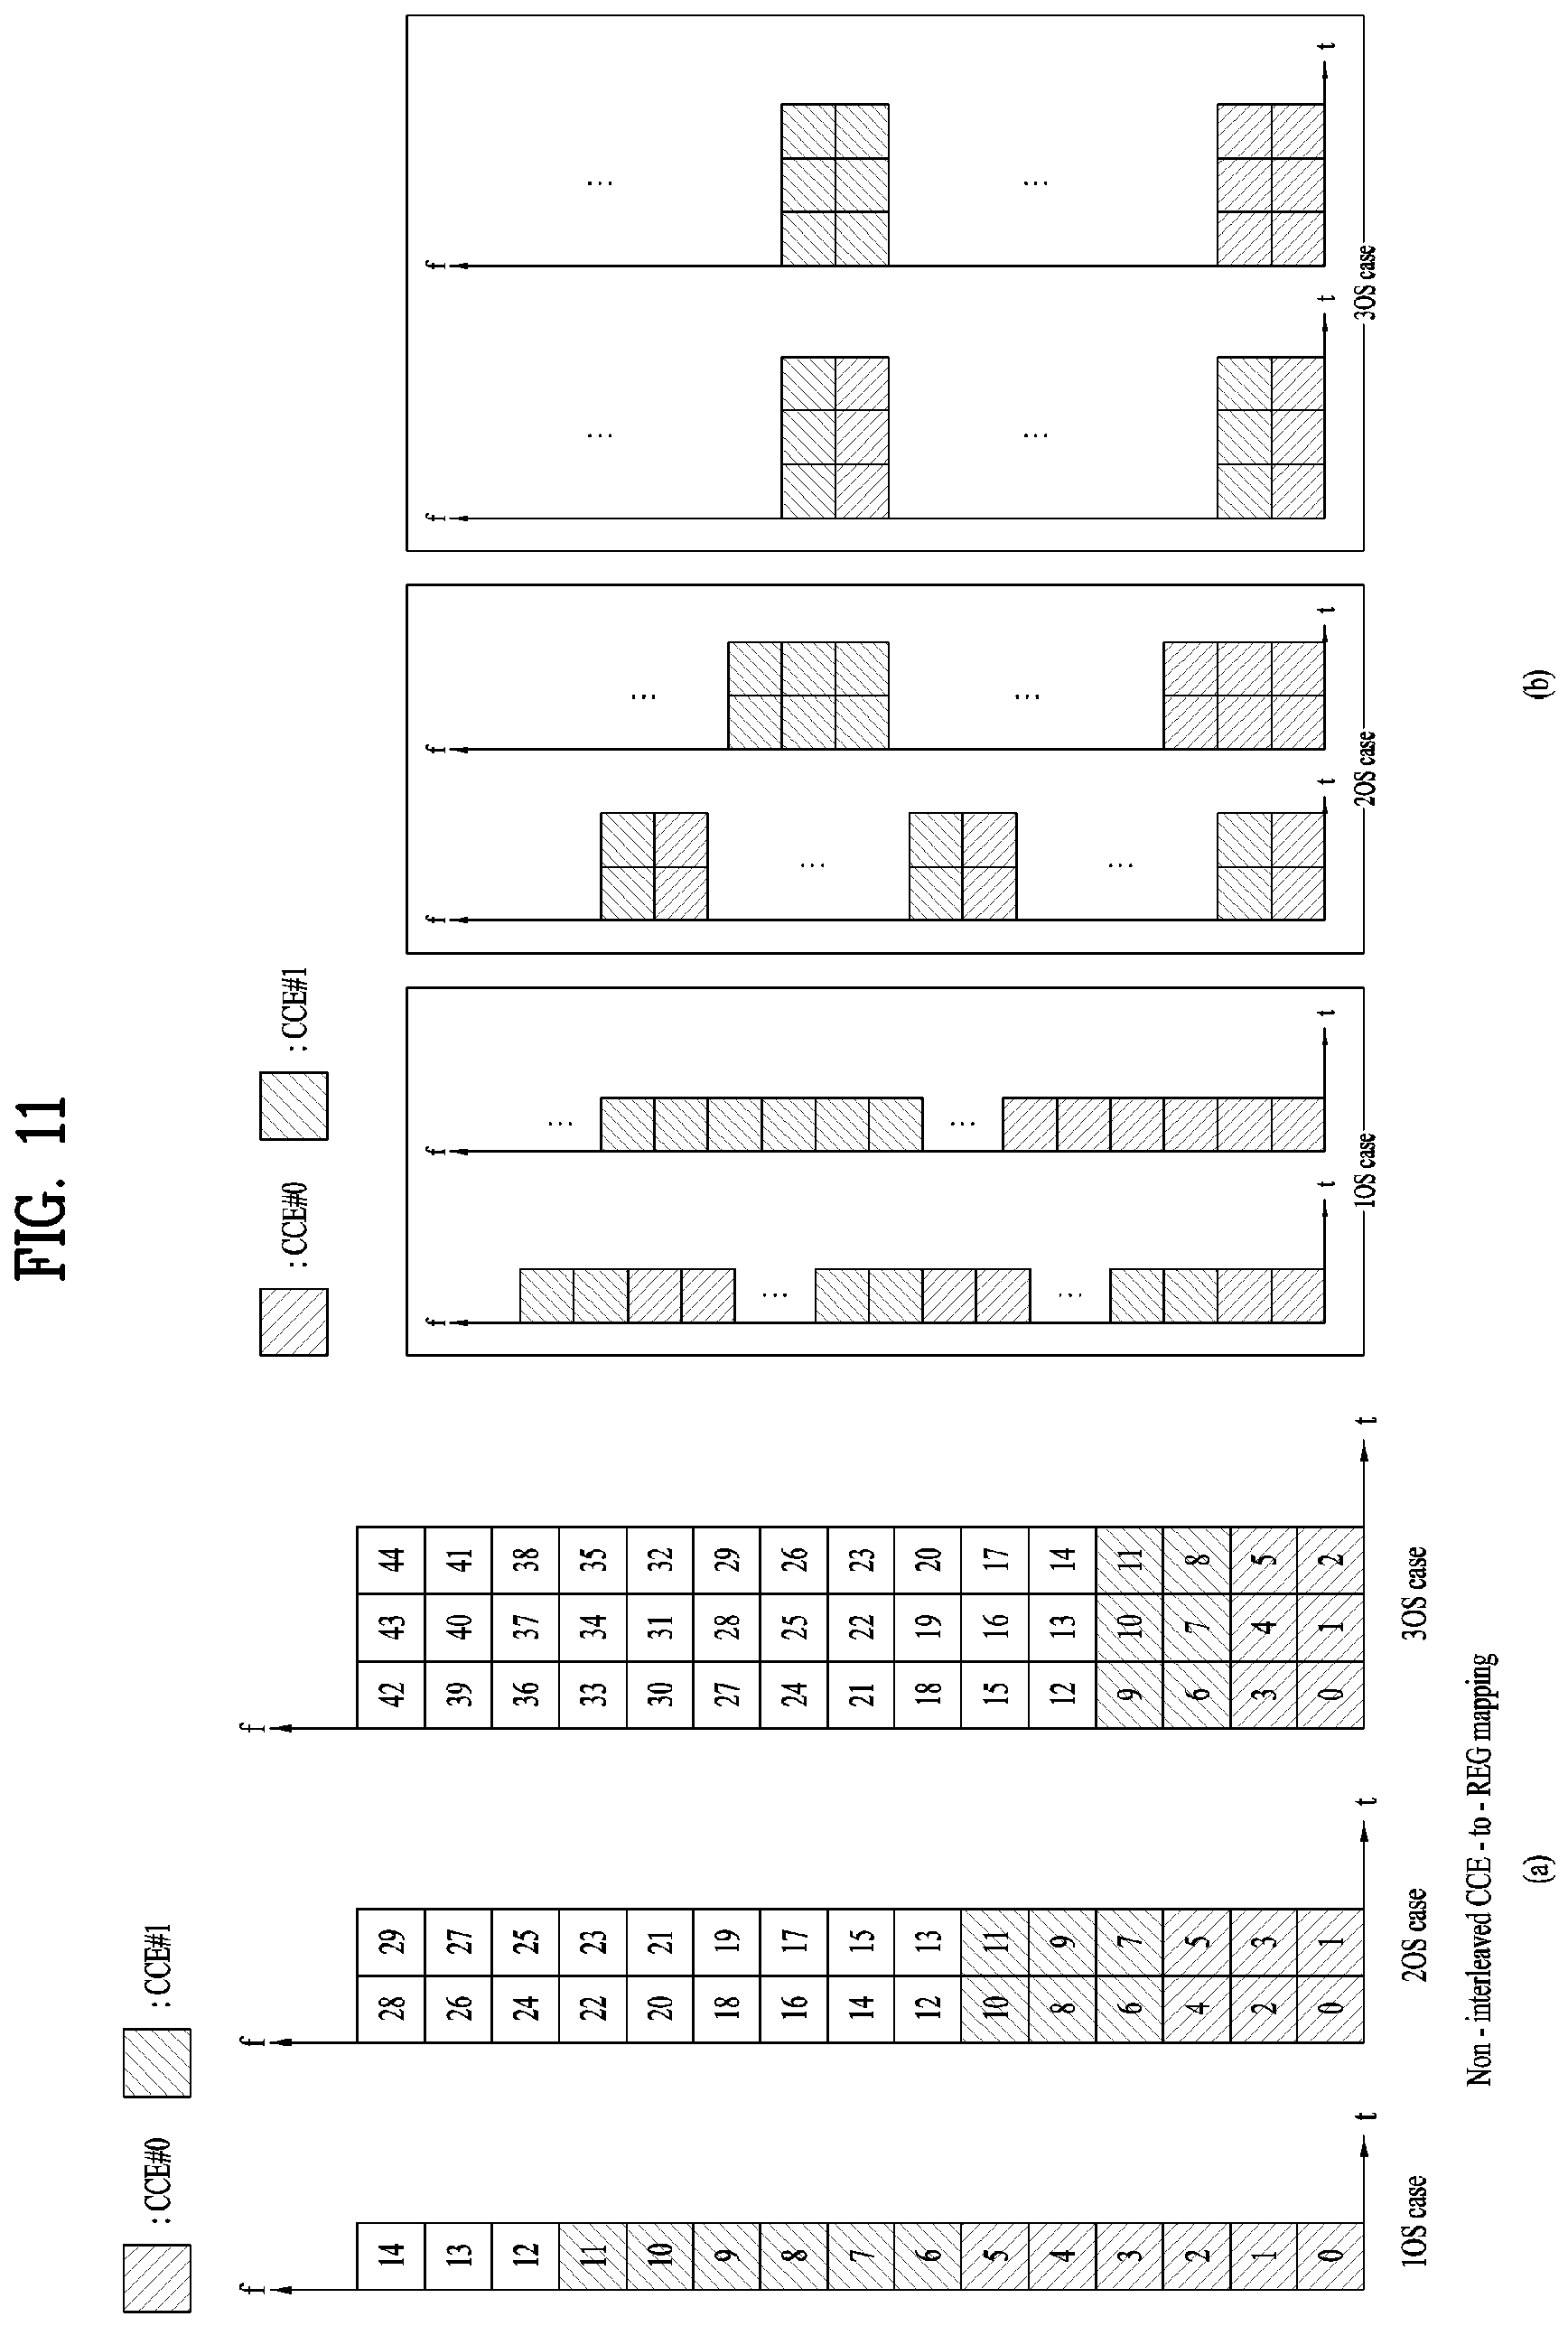 FIG. 11
: CCE#0
: CCE#1
f
14
13
12
11
10
9
8
7
6
5
4
3
2
1
0
t
1OS case
f
28 29
26 27
24 25
22 23
20 21
18 19
16 17
14 15
12 13
10 11
8 9
6 7
4 5
2 3
0 1
t
2OS case
f
42 43 44
39 40 41
36 37 38
33 34 35
30 31 32
27 28 29
24 25 26
21 22 23
18 19 20
15 16 17
12 13 14
9 10 11
6 7 8
3 4 5
0 1 2
t
3OS case
Non - interleaved CCE - to - REG mapping
(a)
: CCE#0
: CCE#1
f
...
...
t
f
...
...
t
1OS case
f
...
...
t
f
...
...
t
2OS case
f
...
...
t
f
...
...
t
3OS case
(b)